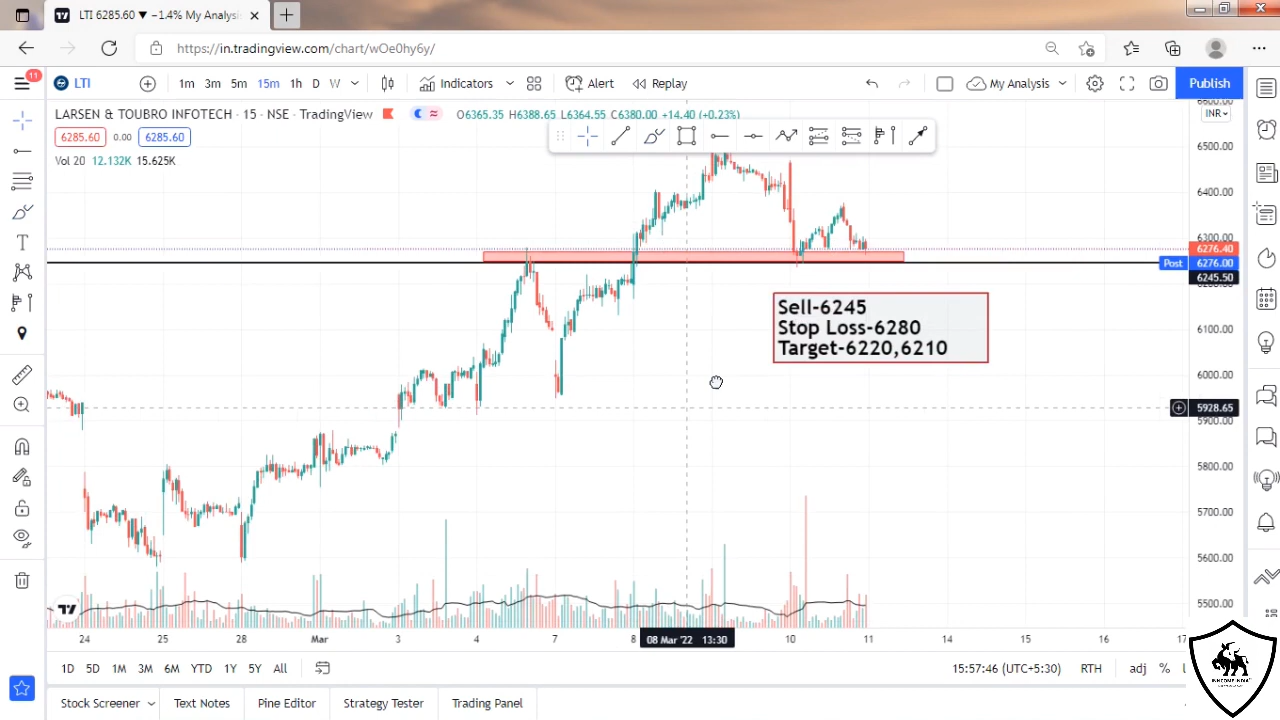 LTI 6285.60 ▼ −1.4% My Analysis
https://in.tradingview.com/chart/wOe0hy6y/
11
LTI
1m 3m 5m 15m 1h D W
Indicators
Alert
Replay
My Analysis
Publish
LARSEN & TOUBRO INFOTECH · 15 · NSE · TradingView
O6365.35 H6388.65 L6364.55 C6380.00 +14.40 (+0.23%)
INR
6285.60 0.00 6285.60
Vol 20 12.132K 15.625K
6500.00
6400.00
6300.00
6276.40
Post 6276.00
6245.50
Sell-6245
Stop Loss-6280
Target-6220,6210
6100.00
6000.00
5928.65
5900.00
5800.00
5700.00
5600.00
5500.00
24 25 28 Mar 3 4 7 8 08 Mar '22 13:30 10 11 14 15 16 17
1D 5D 1M 3M 6M YTD 1Y 5Y All
15:57:46 (UTC+5:30) RTH adj %
Stock Screener Text Notes Pine Editor Strategy Tester Trading Panel